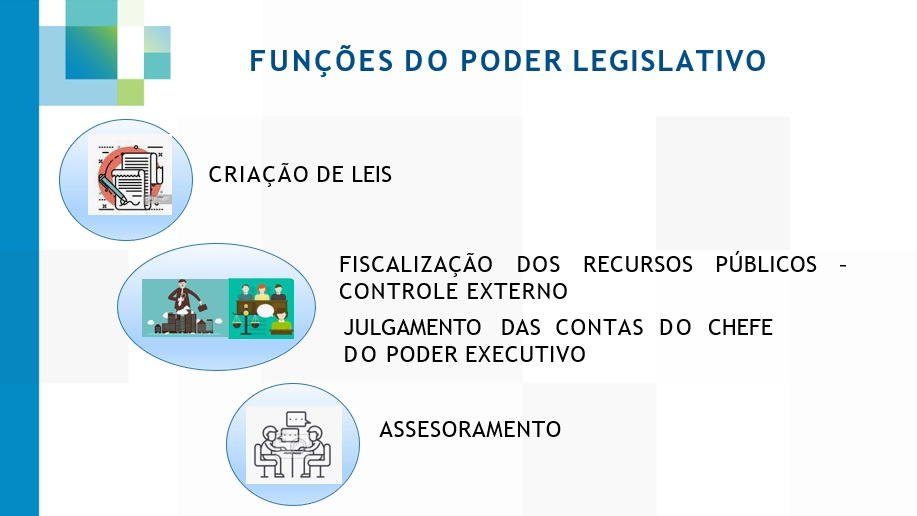 FUNÇÕES DO PODER LEGISLATIVO
CRIAÇÃO DE LEIS
FISCALIZAÇÃO DOS RECURSOS PÚBLICOS –
CONTROLE EXTERNO
JULGAMENTO DAS CONTAS DO CHEFE
DO PODER EXECUTIVO
ASSESORAMENTO